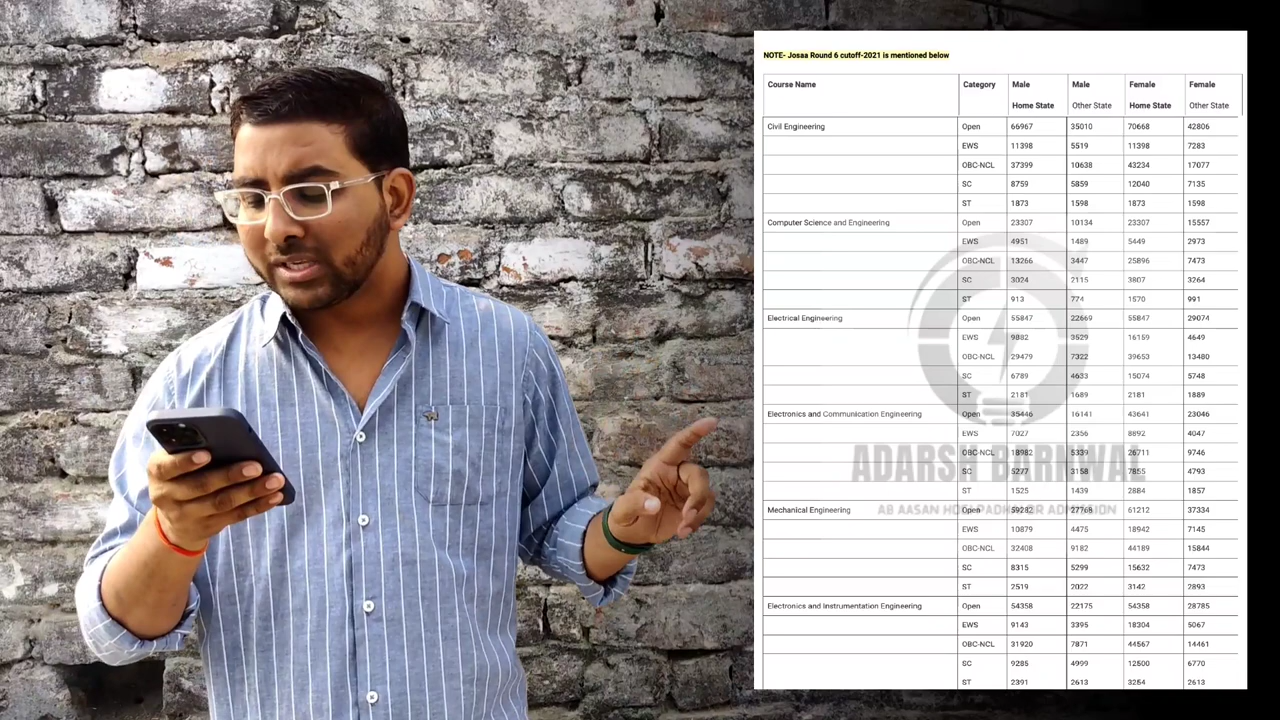 NOTE- Josaa Round 6 cutoff-2021 is mentioned below
Course Name Category Male Male Female Female
Home State Other State Home State Other State
Civil Engineering Open 66967 35010 70668 42806
EWS 11398 5519 11398 7283
OBC-NCL 37399 10638 43234 17077
SC 8759 5859 12040 7135
ST 1873 1598 1873 1598
Computer Science and Engineering Open 23307 10134 23307 15557
EWS 4951 1489 5449 2973
OBC-NCL 13266 3447 25896 7473
SC 3024 2115 3807 3264
ST 913 774 1570 991
Electrical Engineering Open 55847 22669 55847 29074
EWS 9882 3529 16159 4649
OBC-NCL 29479 7322 39653 13480
SC 6789 4633 15074 5748
ST 2181 1689 2181 1889
Electronics and Communication Engineering Open 35446 16141 43641 23046
EWS 7027 2356 8892 4047
OBC-NCL 18982 5339 26711 9746
ADARSH BARNWAL
SC 5277 3158 7855 4793
ST 1525 1439 2884 1857
Mechanical Engineering Open 59282 27768 61212 37334
AB AASAN HOGI PADHAI OR ADMISSION
EWS 10879 4475 18942 7145
OBC-NCL 32408 9182 44189 15844
SC 8315 5299 15632 7473
ST 2519 2022 3142 2893
Electronics and Instrumentation Engineering Open 54358 22175 54358 28785
EWS 9143 3395 18304 5067
OBC-NCL 31920 7871 44567 14461
SC 9285 4999 12500 6770
ST 2391 2613 3254 2613